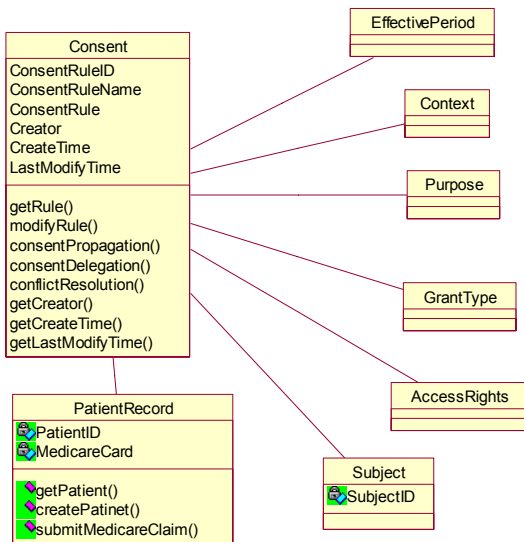 Consent
ConsentRuleID
ConsentRuleName
ConsentRule
Creator
CreateTime
LastModifyTime
getRule()
modifyRule()
consentPropagation()
consentDelegation()
conflictResolution()
getCreator()
getCreateTime()
getLastModifyTime()
EffectivePeriod
Context
Purpose
GrantType
AccessRights
Subject
SubjectID
PatientRecord
PatientID
MedicareCard
getPatient()
createPatinet()
submitMedicareClaim()